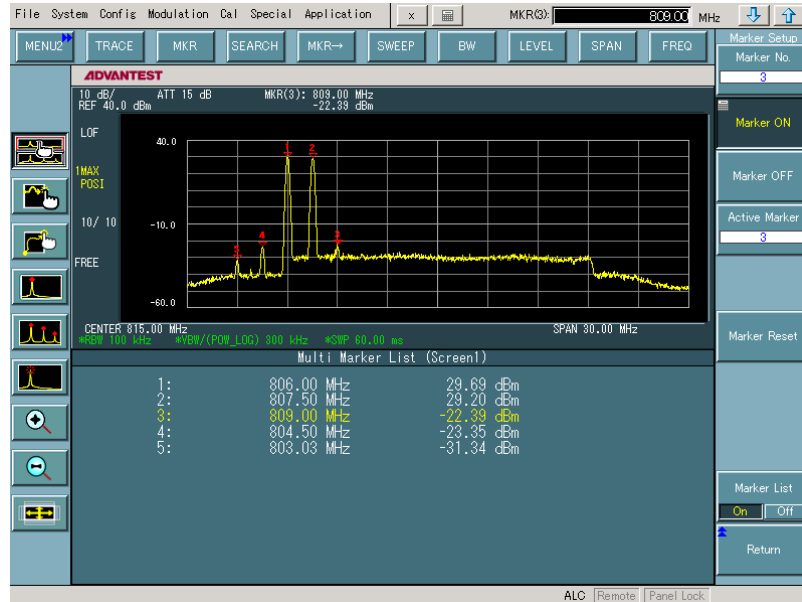 File System Config Modulation Cal Special Application x MKR(3): 809.00 MHz
MENU2 TRACE MKR SEARCH MKR→ SWEEP BW LEVEL SPAN FREQ
Marker Setup
Marker No.
3
Marker ON
Marker OFF
Active Marker
3
Marker Reset
Marker List
On Off
Return
ADVANTEST
10 dB/ ATT 15 dB MKR(3): 809.00 MHz
REF 40.0 dBm -22.39 dBm
LOF
40.0
1MAX
POSI
10/ 10
-10.0
FREE
-60.0
1 2
5 4 3
CENTER 815.00 MHz SPAN 30.00 MHz
*RBW 100 kHz *VBW/(POW_LOG) 300 kHz *SWP 60.00 ms
Multi Marker List (Screen1)
1: 806.00 MHz 29.69 dBm
2: 807.50 MHz 29.20 dBm
3: 809.00 MHz -22.39 dBm
4: 804.50 MHz -23.35 dBm
5: 803.03 MHz -31.34 dBm
ALC Remote Panel Lock